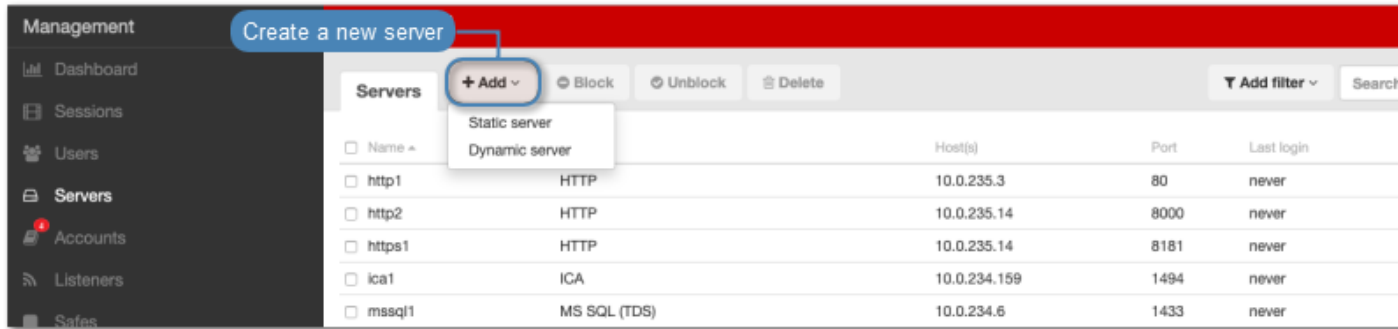 Management
Create a new server
Dashboard
Sessions
Users
Servers
4
Accounts
Listeners
Safes
Servers
+ Add
Block
Unblock
Delete
Add filter
Search
Static server
Dynamic server
Name Host(s) Port Last login
http1 HTTP 10.0.235.3 80 never
http2 HTTP 10.0.235.14 8000 never
https1 HTTP 10.0.235.14 8181 never
ica1 ICA 10.0.234.159 1494 never
mssql1 MS SQL (TDS) 10.0.234.6 1433 never